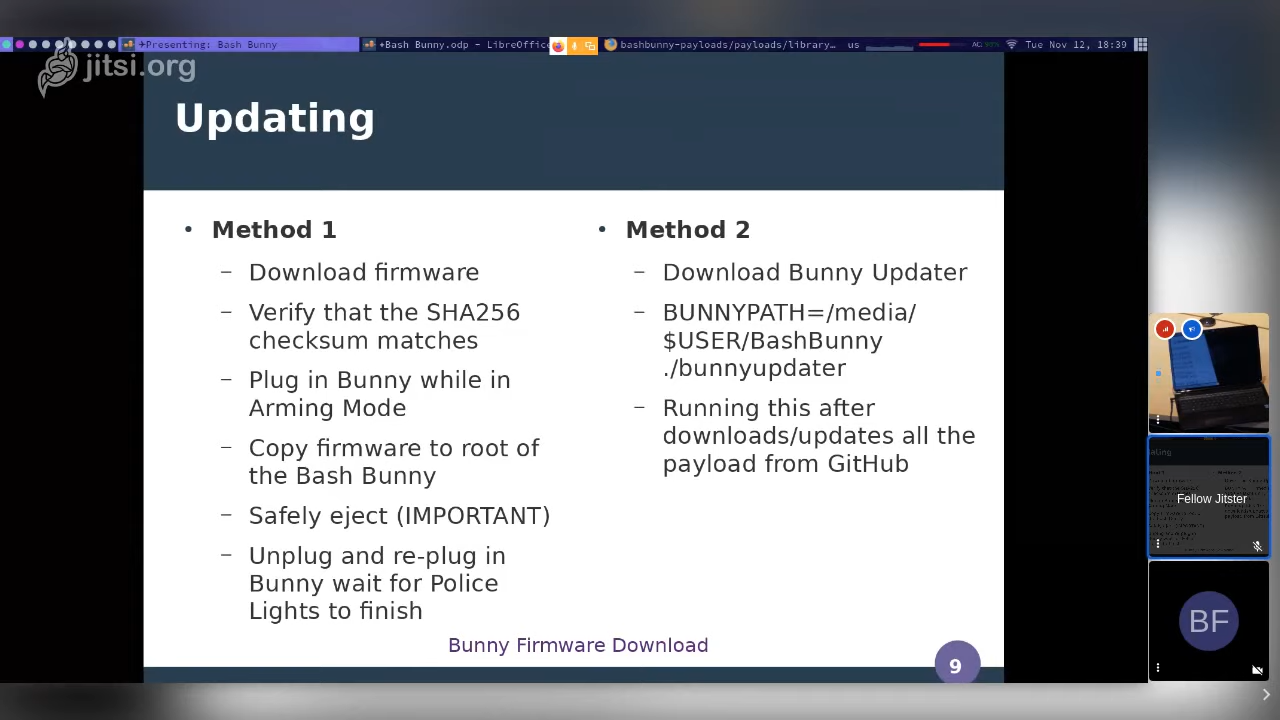 ✈Presenting: Bash Bunny
+Bash Bunny.odp - LibreOffice
bashbunny-payloads/payloads/library…
us
AC:
Tue Nov 12, 18:39
jitsi.org
Updating
• Method 1
– Download firmware
– Verify that the SHA256
checksum matches
– Plug in Bunny while in
Arming Mode
– Copy firmware to root of
the Bash Bunny
– Safely eject (IMPORTANT)
– Unplug and re-plug in
Bunny wait for Police
Lights to finish
• Method 2
– Download Bunny Updater
– BUNNYPATH=/media/
$USER/BashBunny
./bunnyupdater
– Running this after
downloads/updates all the
payload from GitHub
Bunny Firmware Download
9
Fellow Jitster
BF